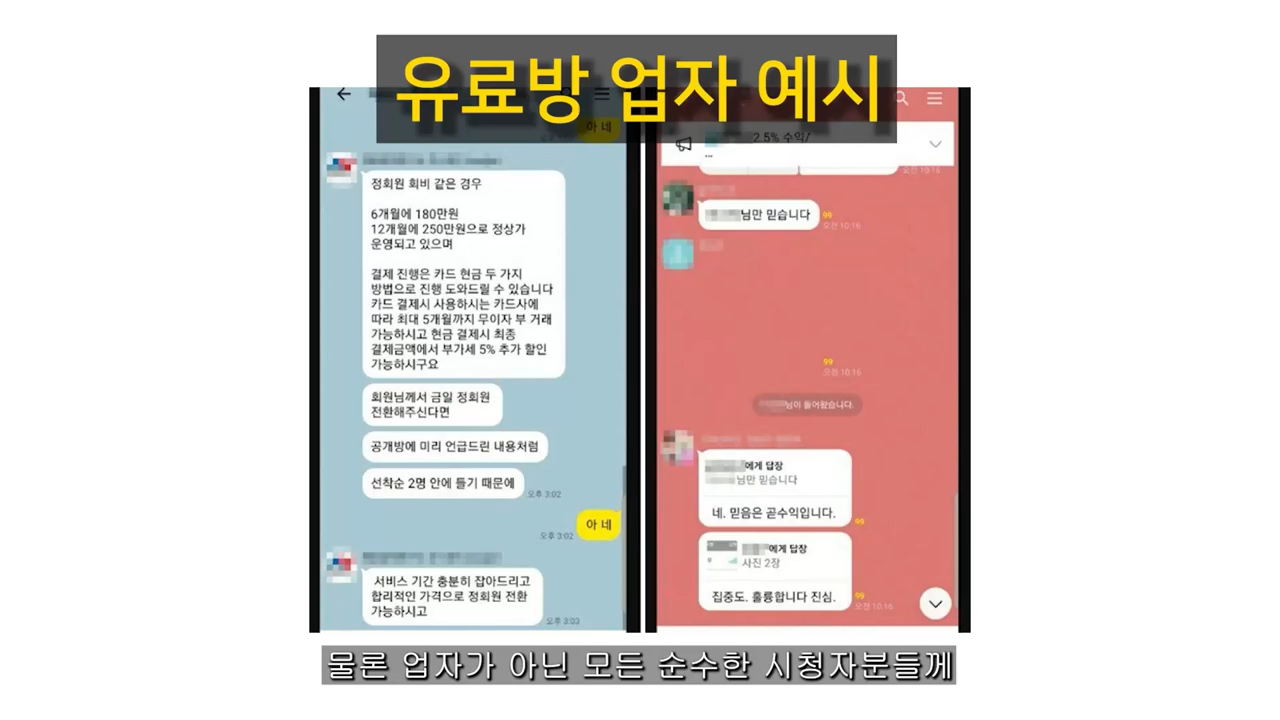 유료방 업자 예시
아 네
정회원 회비 같은 경우
6개월에 180만원
12개월에 250만원으로 정상가
운영되고 있으며
결제 진행은 카드 현금 두 가지
방법으로 진행 도와드릴 수 있습니다
카드 결제시 사용하시는 카드사에
따라 최대 5개월까지 무이자 부 거래
가능하시고 현금 결제시 최종
결제금액에서 부가세 5% 추가 할인
가능하시구요
회원님께서 금일 정회원
전환해주신다면
공개방에 미리 언급드린 내용처럼
선착순 2명 안에 들기 때문에
오후 3:02
아 네
오후 3:02
서비스 기간 충분히 잡아드리고
합리적인 가격으로 정회원 전환
가능하시고
오후 3:02
2.5% 수익/
...
오전 10:16
님만 믿습니다
99
오전 10:16
99
오전 10:16
님이 들어왔습니다.
에게 답장
님만 믿습니다
네. 믿음은 곧수익입니다.
99
에게 답장
사진 2장
집중도. 훌륭합니다 진심.
99
오전 10:16
물론 업자가 아닌 모든 순수한 시청자분들께